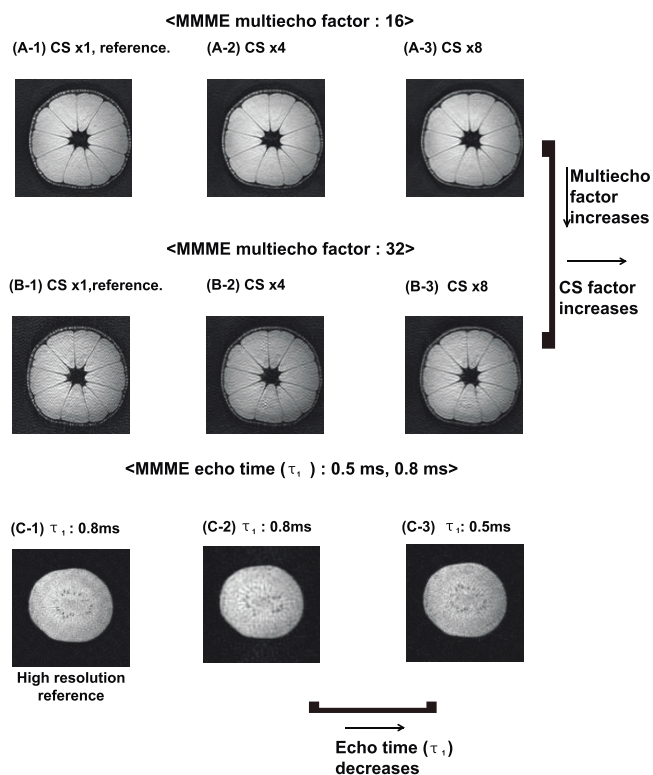 <MMME multiecho factor : 16>
(A-1) CS x1, reference.
(A-2) CS x4
(A-3) CS x8
Multiecho
factor
increases
<MMME multiecho factor : 32>
CS factor
increases
(B-1) CS x1,reference.
(B-2) CS x4
(B-3) CS x8
<MMME echo time (τ₁ ) : 0.5 ms, 0.8 ms>
(C-1) τ₁ : 0.8ms
(C-2) τ₁ : 0.8ms
(C-3) τ₁: 0.5ms
High resolution
reference
Echo time (τ₁)
decreases